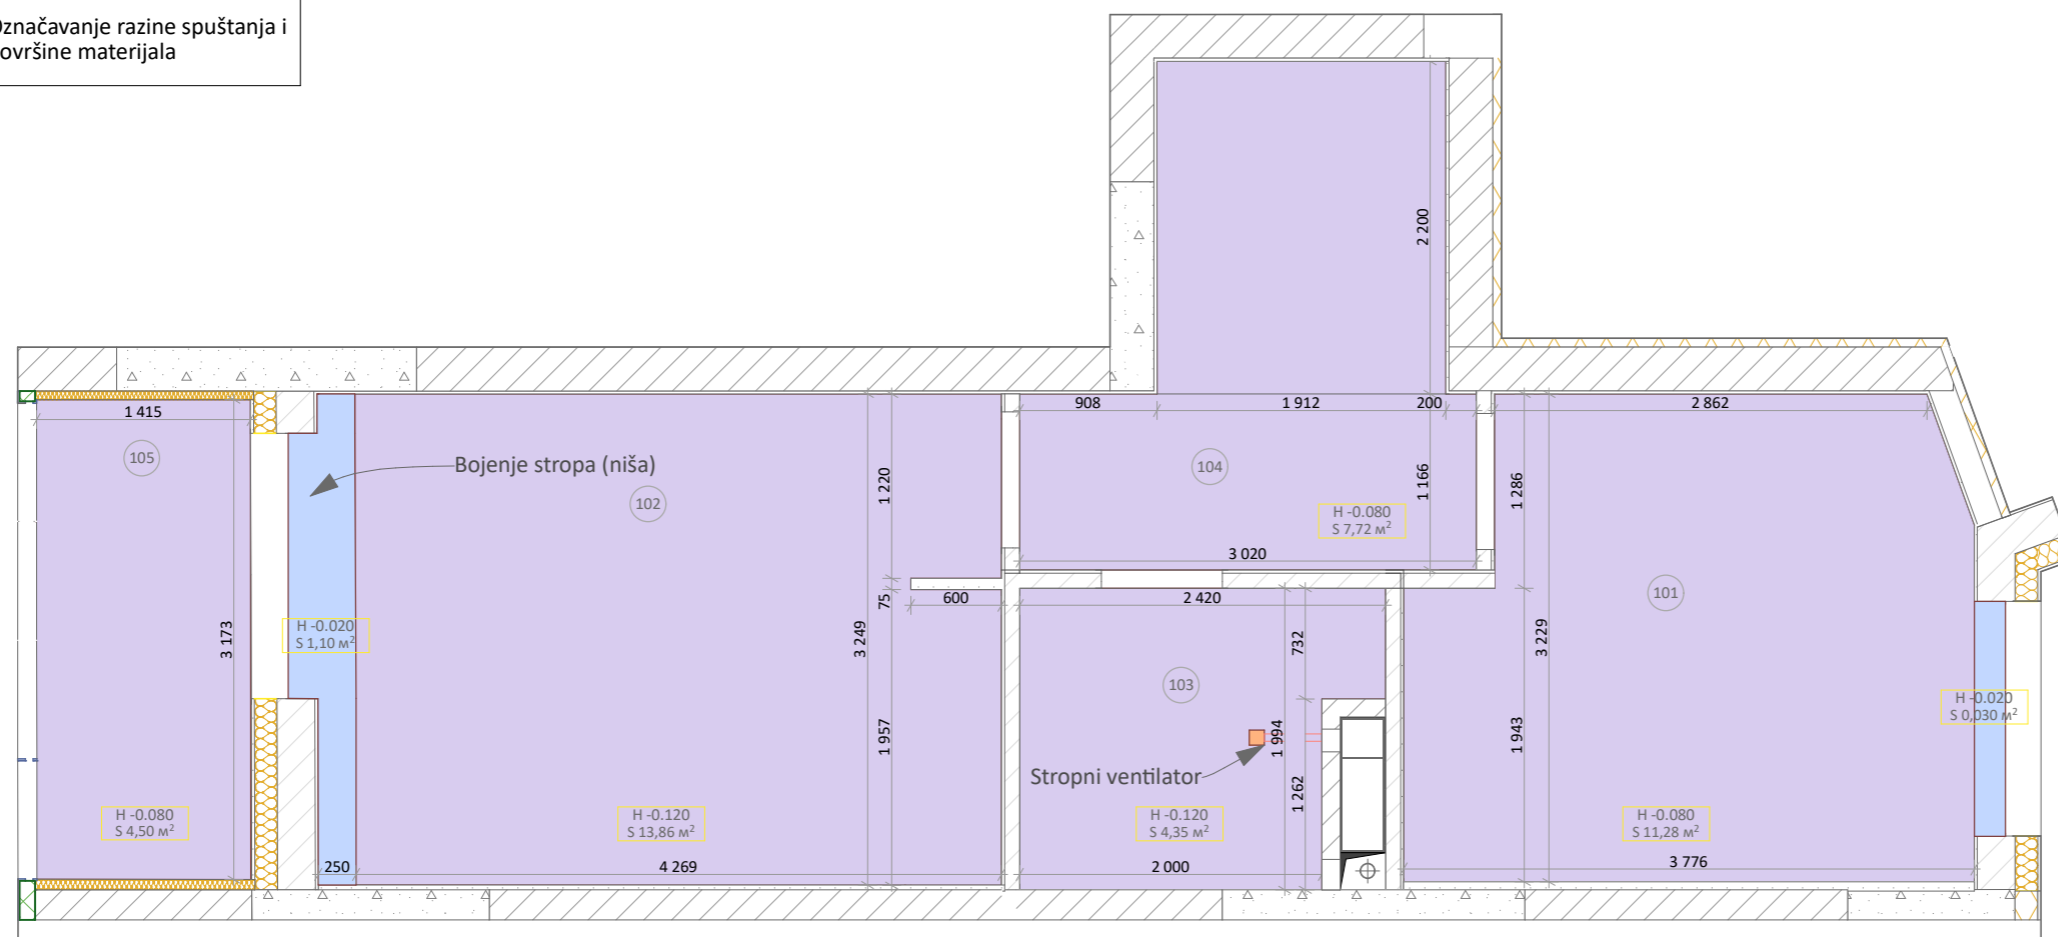 značavanje razine spuštanja i
ovršine materijala
2 200
1 415
908
1 912
200
2 862
105
Bojenje stropa (niša)
104
102
1 220
1 166
1 286
H -0.080
S 7,72 м²
3 020
75
600
2 420
101
3 173
H -0.020
S 1,10 м²
3 249
732
3 229
103
H -0.020
S 0,030 м²
1 957
1 994
1 943
Stropni ventilator
1 262
H -0.080
S 4,50 м²
H -0.120
S 13,86 м²
H -0.120
S 4,35 м²
H -0.080
S 11,28 м²
250
4 269
2 000
3 776